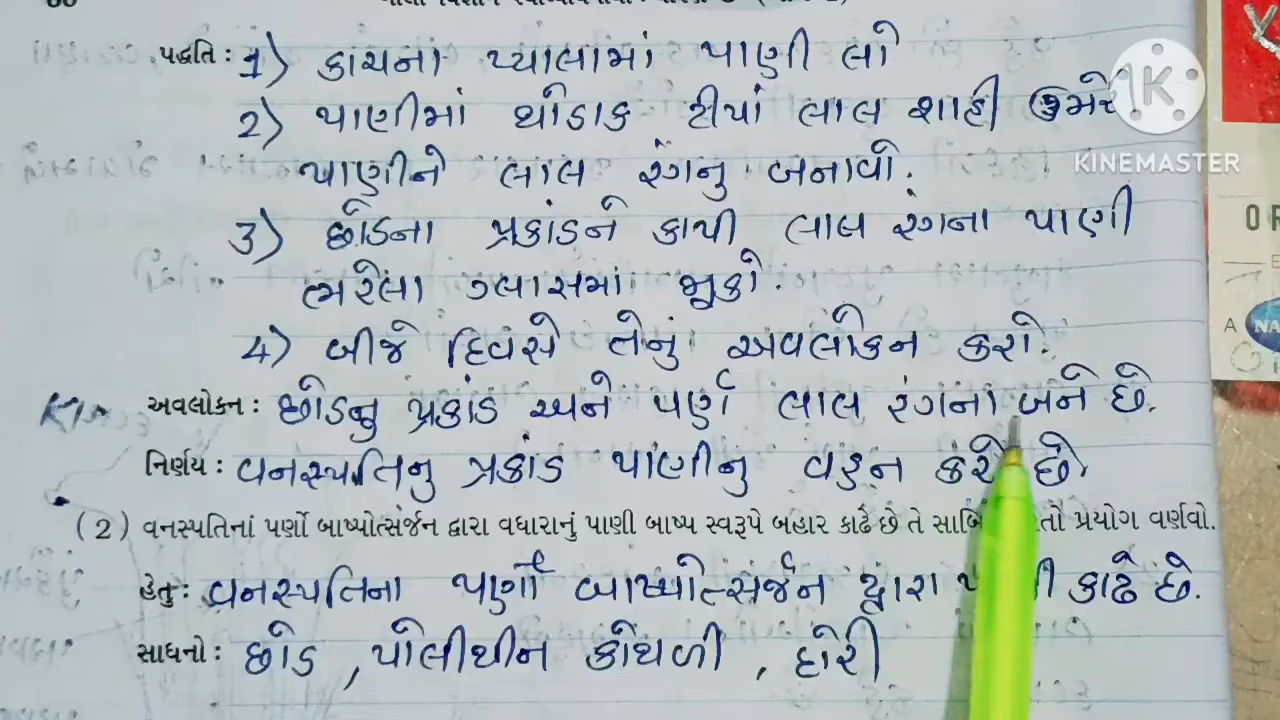 પદ્ધતિ : 1) કાચના પ્યાલામાં પાણી લો
2) પાણીમાં થોડાક ટીપાં લાલ શાહી
KINEMASTER
પાણીને લાલ રંગનુ બનાવો.
3) છોડના પ્રકાંડને કાપી લાલ રંગના પાણી
ભરેલા ગ્લાસમાં મૂકો.
4) બીજે દિવસે તેનું અવલોકન કરો.
અવલોકન : છોડનુ પ્રકાંડ અને પર્ણ લાલ રંગના બને છે.
નિર્ણય : વનસ્પતિનુ પ્રકાંડ પાણીનુ વહન કરે છે.
(2) વનસ્પતિનાં પર્ણો બાષ્પોત્સર્જન દ્વારા વધારાનું પાણી બાષ્પ સ્વરૂપે બહાર કાઢે છે તે પ્રયોગ વર્ણવો.
હેતુ : વનસ્પતિના પર્ણો બાષ્પોત્સર્જન દ્વારા કાઢે છે.
સાધનો : છોડ , પોલીથીન કોથળી , દોરી